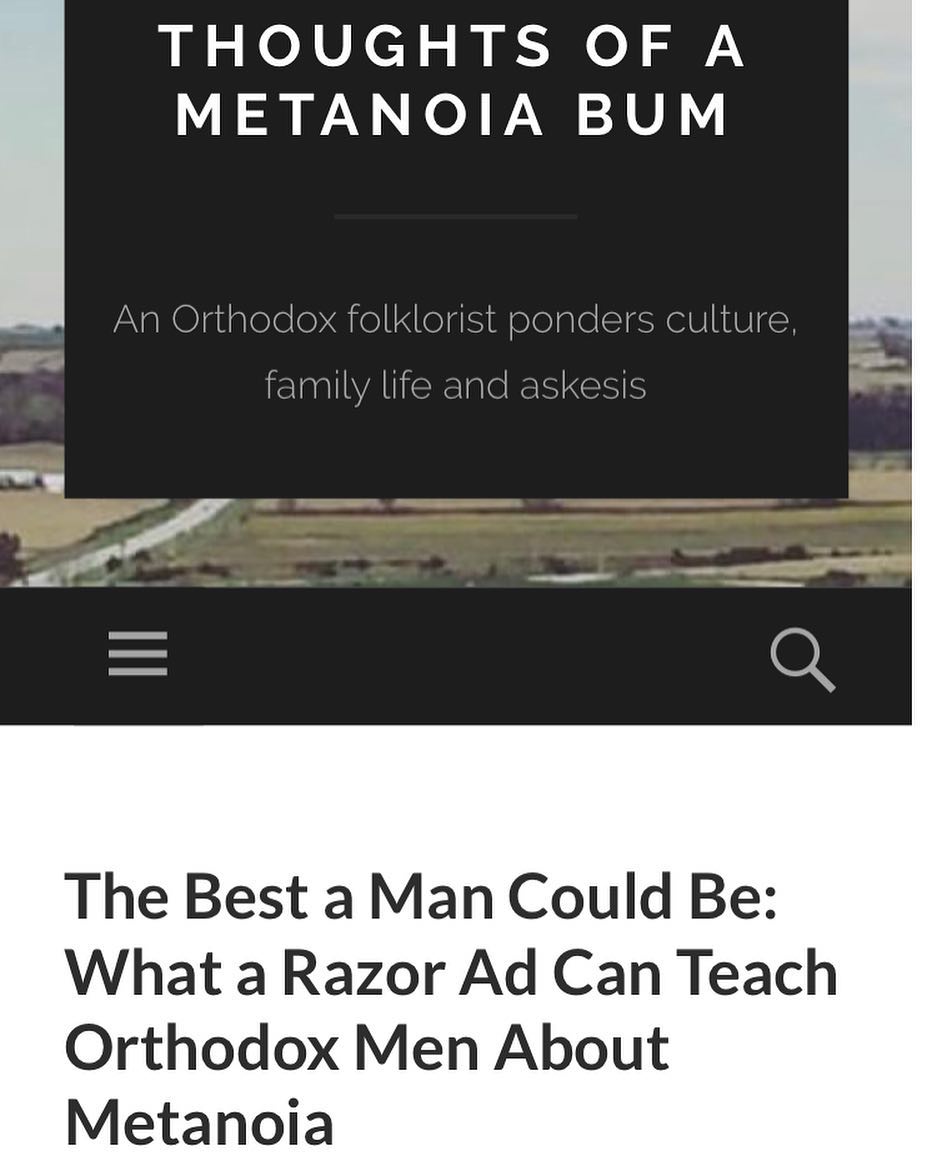 THOUGHTS OF A
METANOIA BUM
An Orthodox folklorist ponders culture,
family life and askesis
The Best a Man Could Be:
What a Razor Ad Can Teach
Orthodox Men About
Metanoia